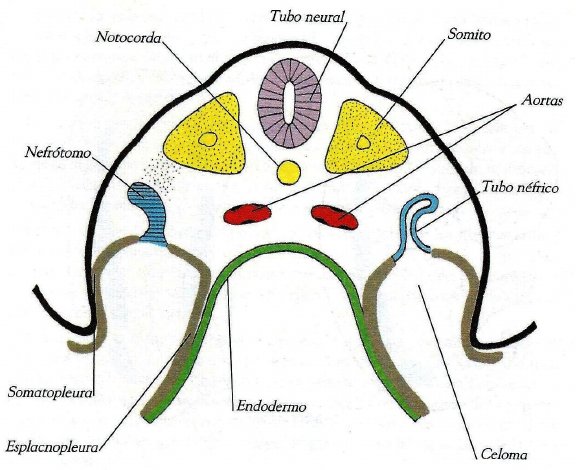 Tubo neural
Notocorda
Somito
Aortas
Nefrótomo
Tubo néfrico
Somatopleura
Endodermo
Esplacnopleura
Celoma